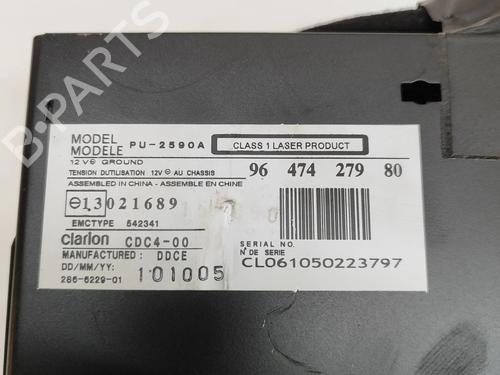 MODEL
MODELE PU-2590A
CLASS 1 LASER PRODUCT
12V⊖ GROUND
TENSION DUTILISATION 12V ⊖ AU CHASSIS
96 474 279 80
ASSEMBLED IN CHINA - ASSEMBLE EN CHINE
13 021689
EMCTYPE 542341
clarion CDC4-00
MANUFACTURED: DDCE
DD/MM/YY: 101005
286-6229-01
SERIAL NO.
N° DE SERIE
CL061050223797
B-PARTS